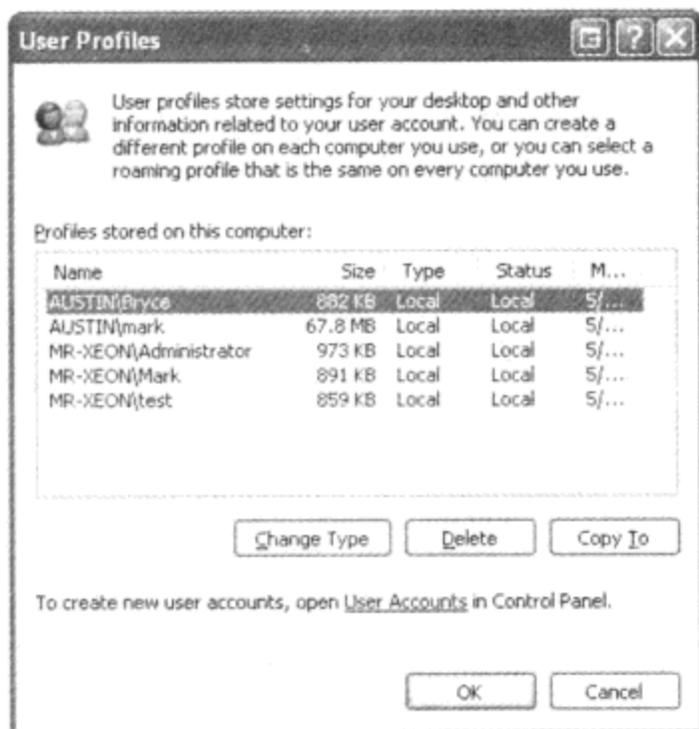 User Profiles
User profiles store settings for your desktop and other
information related to your user account. You can create a
different profile on each computer you use, or you can select a
roaming profile that is the same on every computer you use.
Profiles stored on this computer:
Name Size Type Status M...
AUSTIN\Bryce 882 KB Local Local 5/...
AUSTIN\mark 67.8 MB Local Local 5/...
MR-XEON\Administrator 973 KB Local Local 5/...
MR-XEON\Mark 891 KB Local Local 5/...
MR-XEON\test 859 KB Local Local 5/...
Change Type Delete Copy To
To create new user accounts, open User Accounts in Control Panel.
OK Cancel